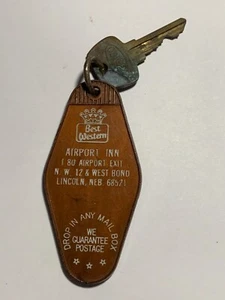 Best
Western
AIRPORT INN
I 80 AIRPORT EXIT
N.W. 12 & WEST BOND
LINCOLN, NEB. 68521
DROP IN ANY MAIL BOX
WE
GUARANTEE
POSTAGE